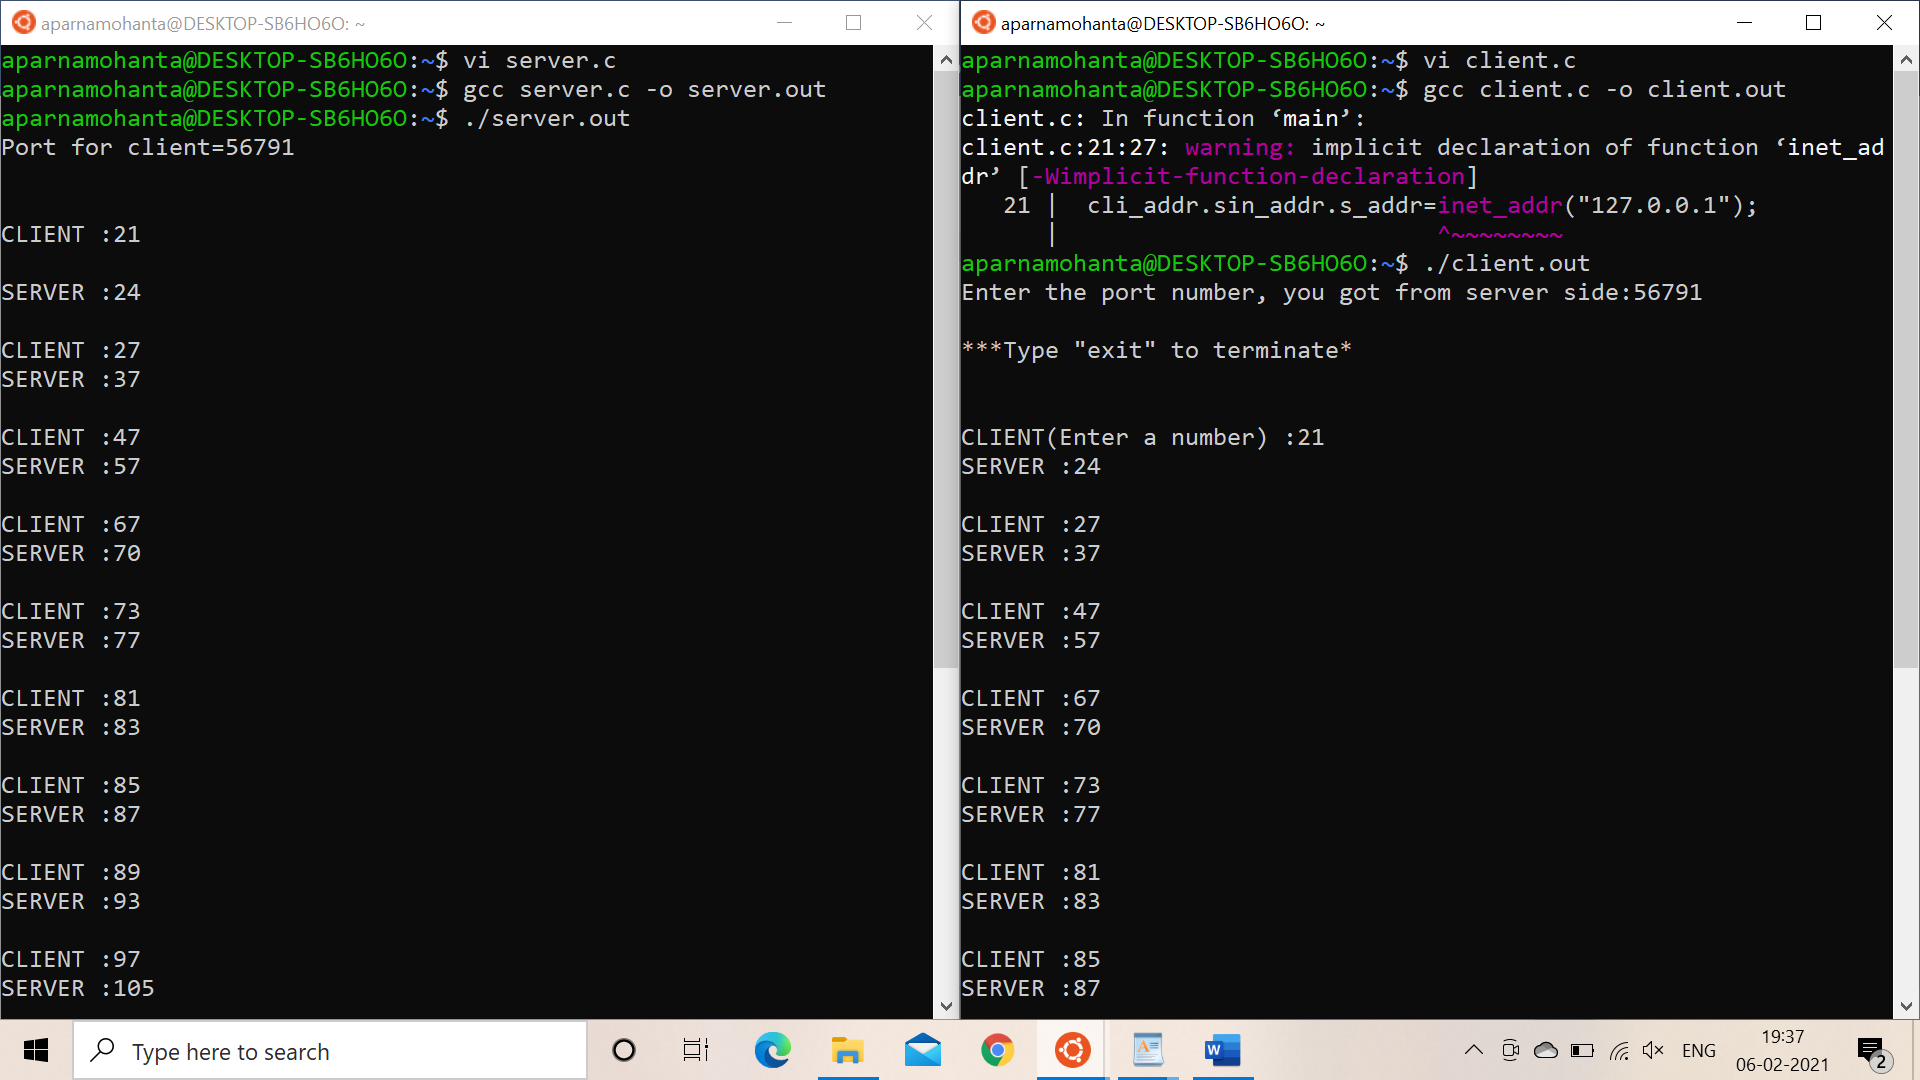 aparnamohanta@DESKTOP-SB6HO6O: ~
aparnamohanta@DESKTOP-SB6HO6O:~$ vi server.c
aparnamohanta@DESKTOP-SB6HO6O:~$ gcc server.c -o server.out
aparnamohanta@DESKTOP-SB6HO6O:~$ ./server.out
Port for client=56791
CLIENT :21
SERVER :24
CLIENT :27
SERVER :37
CLIENT :47
SERVER :57
CLIENT :67
SERVER :70
CLIENT :73
SERVER :77
CLIENT :81
SERVER :83
CLIENT :85
SERVER :87
CLIENT :89
SERVER :93
CLIENT :97
SERVER :105
aparnamohanta@DESKTOP-SB6HO6O: ~
aparnamohanta@DESKTOP-SB6HO6O:~$ vi client.c
aparnamohanta@DESKTOP-SB6HO6O:~$ gcc client.c -o client.out
client.c: In function ‘main’:
client.c:21:27: warning: implicit declaration of function ‘inet_ad
dr’ [-Wimplicit-function-declaration]
21 |  cli_addr.sin_addr.s_addr=inet_addr("127.0.0.1");
|                           ^~~~~~~~~
aparnamohanta@DESKTOP-SB6HO6O:~$ ./client.out
Enter the port number, you got from server side:56791
***Type "exit" to terminate*
CLIENT(Enter a number) :21
SERVER :24
CLIENT :27
SERVER :37
CLIENT :47
SERVER :57
CLIENT :67
SERVER :70
CLIENT :73
SERVER :77
CLIENT :81
SERVER :83
CLIENT :85
SERVER :87
Type here to search
W
ENG
19:37
06-02-2021
2